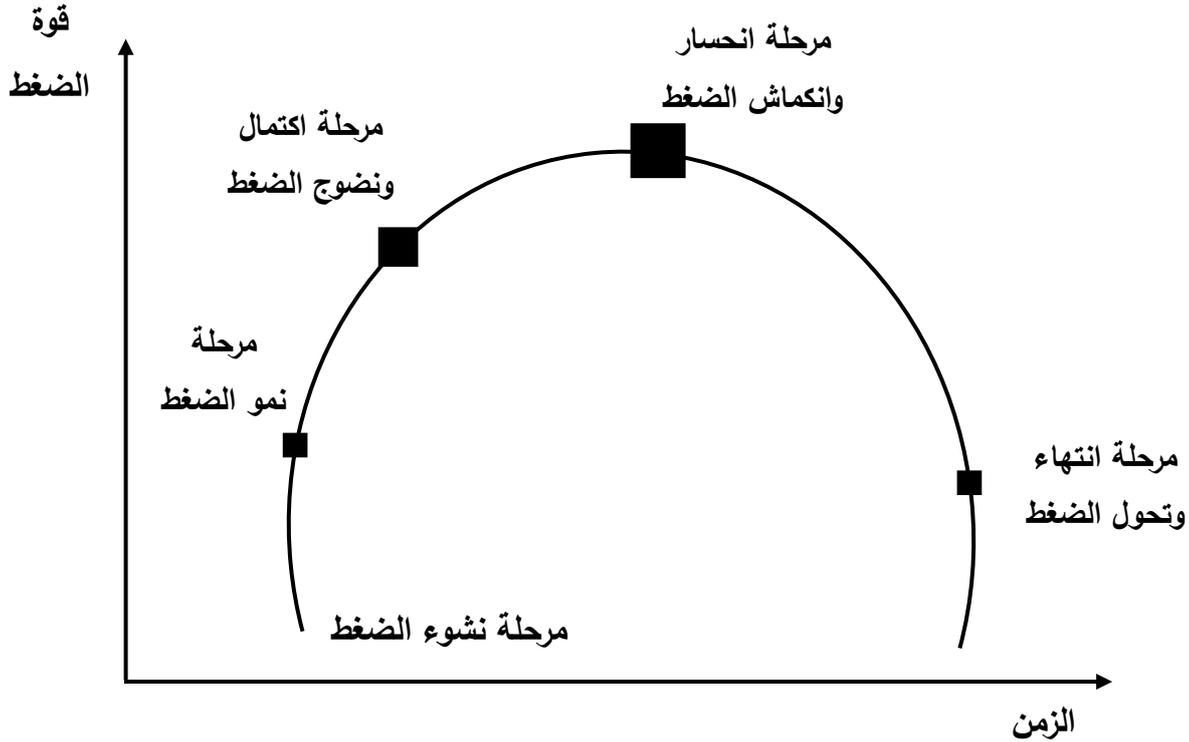 قوة
الضغط
مرحلة انحسار
وانكماش الضغط
مرحلة اكتمال
ونضوج الضغط
مرحلة
نمو الضغط
مرحلة انتهاء
وتحول الضغط
مرحلة نشوء الضغط
الزمن